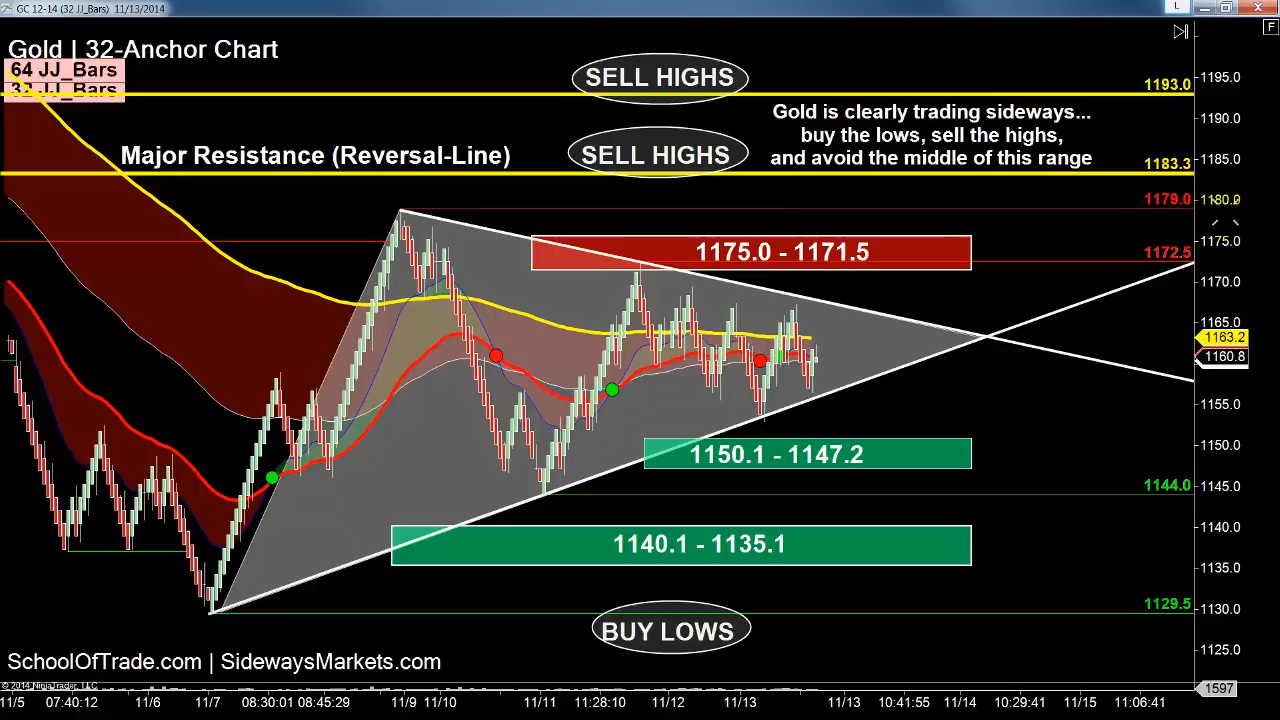 GC 12-14 (32 JJ_Bars) 11/13/2014
L
F
Gold | 32-Anchor Chart
64 JJ_Bars
32 JJ_Bars
SELL HIGHS
1195.0
1193.0
Gold is clearly trading sideways...
buy the lows, sell the highs,
and avoid the middle of this range
1190.0
Major Resistance (Reversal-Line)
SELL HIGHS
1185.0
1183.3
1179.0
1180.0
1175.0 - 1171.5
1175.0
1172.5
1170.0
1165.0
1163.2
1160.8
1155.0
1150.1 - 1147.2
1150.0
1144.0
1145.0
1140.1 - 1135.1
1140.0
1135.0
1129.5
1130.0
BUY LOWS
1125.0
SchoolOfTrade.com | SidewaysMarkets.com
© 2014 NinjaTrader, LLC
1597
11/5 07:40:12 11/6 11/7 08:30:01 08:45:29 11/9 11/10 11/11 11:28:10 11/12 11/13 11/13 10:41:55 11/14 10:29:41 11/15 11:06:41